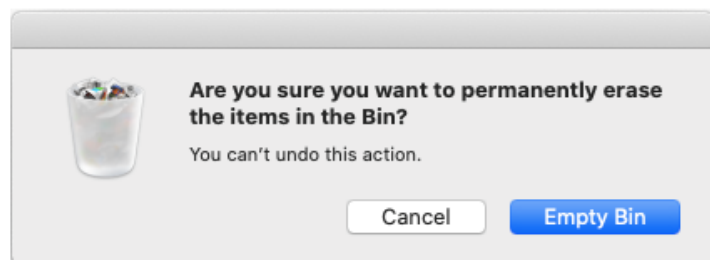 Are you sure you want to permanently erase
the items in the Bin?
You can’t undo this action.
Cancel
Empty Bin